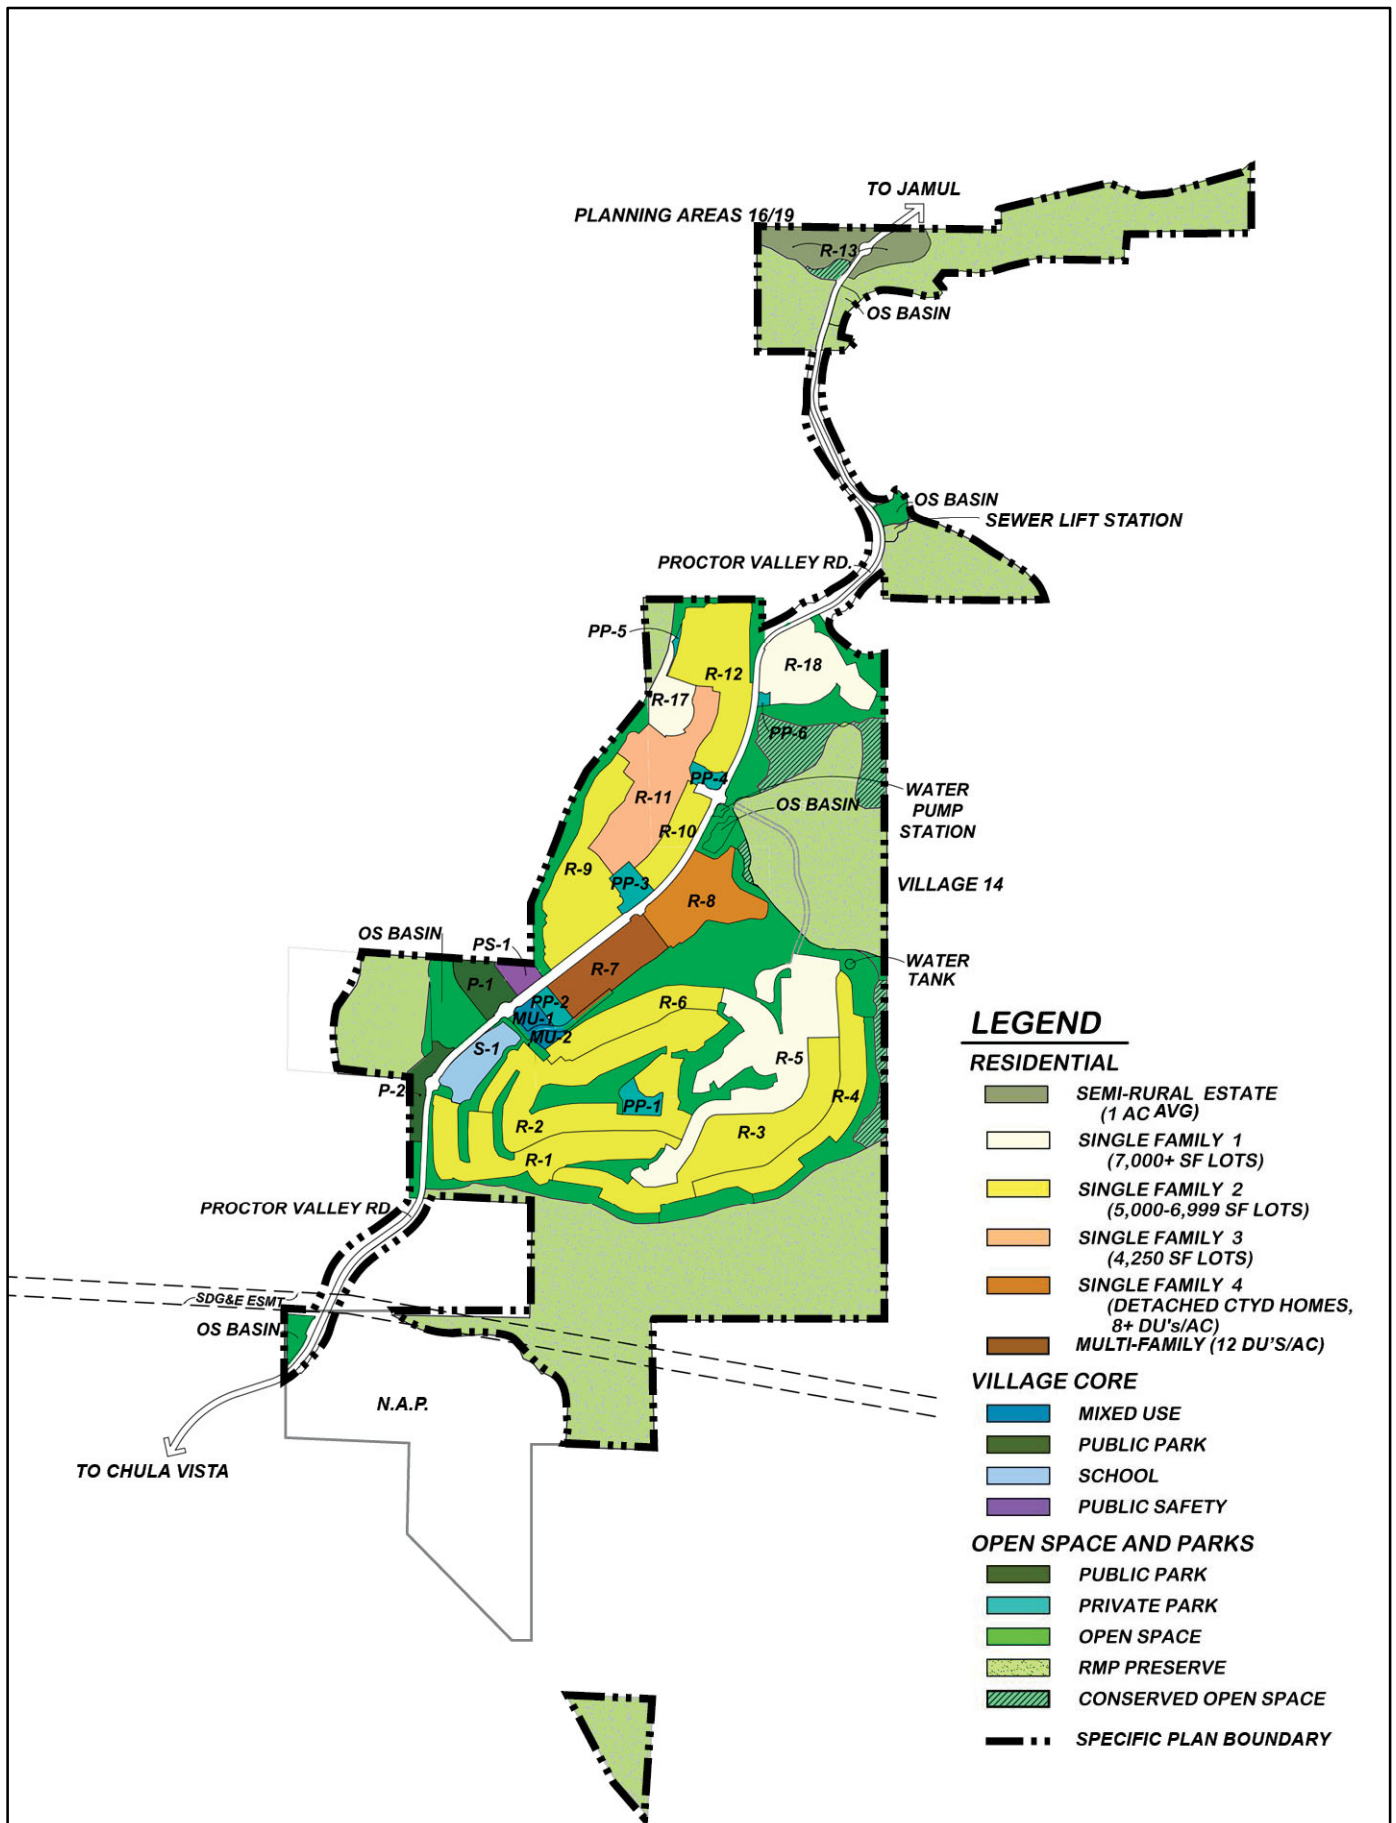 TO JAMUL
PLANNING AREAS 16/19
R-13
OS BASIN
OS BASIN
SEWER LIFT STATION
PROCTOR VALLEY RD.
PP-5
R-18
R-12
R-17
PP-6
PP-4
WATER
PUMP
STATION
R-11
OS BASIN
R-10
R-9
PP-3
VILLAGE 14
R-8
OS BASIN
PS-1
WATER
TANK
R-7
P-1
PP-2
R-6
MU-1
MU-2
S-1
R-5
P-2
R-4
PP-1
R-2
R-3
R-1
PROCTOR VALLEY RD
SDG&E ESMT
OS BASIN
N.A.P.
TO CHULA VISTA
LEGEND
RESIDENTIAL
SEMI-RURAL ESTATE
(1 AC AVG)
SINGLE FAMILY 1
(7,000+ SF LOTS)
SINGLE FAMILY 2
(5,000-6,999 SF LOTS)
SINGLE FAMILY 3
(4,250 SF LOTS)
SINGLE FAMILY 4
(DETACHED CTYD HOMES,
8+ DU's/AC)
MULTI-FAMILY (12 DU'S/AC)
VILLAGE CORE
MIXED USE
PUBLIC PARK
SCHOOL
PUBLIC SAFETY
OPEN SPACE AND PARKS
PUBLIC PARK
PRIVATE PARK
OPEN SPACE
RMP PRESERVE
CONSERVED OPEN SPACE
SPECIFIC PLAN BOUNDARY